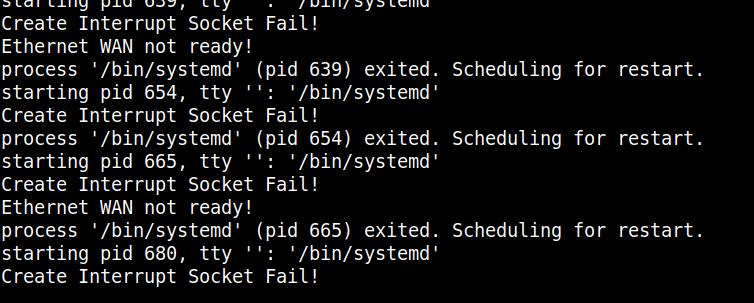 starting pid 639, tty '': '/bin/systemd'
Create Interrupt Socket Fail!
Ethernet WAN not ready!
process '/bin/systemd' (pid 639) exited. Scheduling for restart.
starting pid 654, tty '': '/bin/systemd'
Create Interrupt Socket Fail!
process '/bin/systemd' (pid 654) exited. Scheduling for restart.
starting pid 665, tty '': '/bin/systemd'
Create Interrupt Socket Fail!
Ethernet WAN not ready!
process '/bin/systemd' (pid 665) exited. Scheduling for restart.
starting pid 680, tty '': '/bin/systemd'
Create Interrupt Socket Fail!